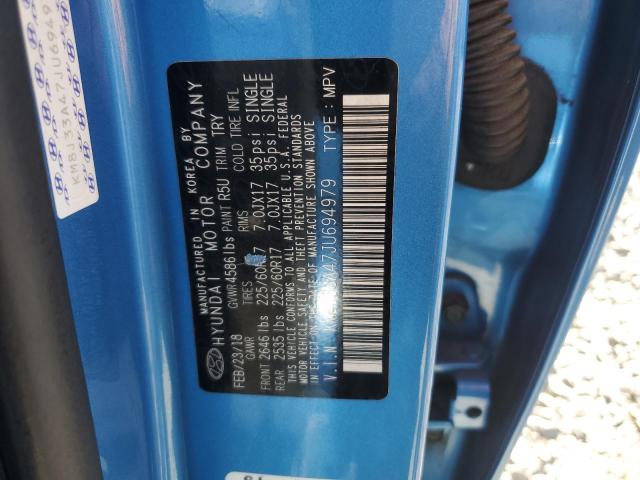 KM8J33A47JU6949
MANUFACTURED IN KOREA BY
HYUNDAI MOTOR COMPANY
FEB/23/18 GVWR 4586lbs PAINT R5U TRIM TRY
GAWR TIRES RMS COLD TIRE INFL
FRONT 2646 lbs 225/60R17 7.0JX17 35psi SINGLE
REAR 2535 lbs 225/60R17 7.0JX17 35psi SINGLE
THIS VEHICLE CONFORMS TO ALL APPLICABLE U.S.A. FEDERAL
MOTOR VEHICLE SAFETY AND THEFT PREVENTION STANDARDS
IN EFFECT ON THE DATE OF MANUFACTURE SHOWN ABOVE
V.I.N 47JU694979 TYPE : MPV